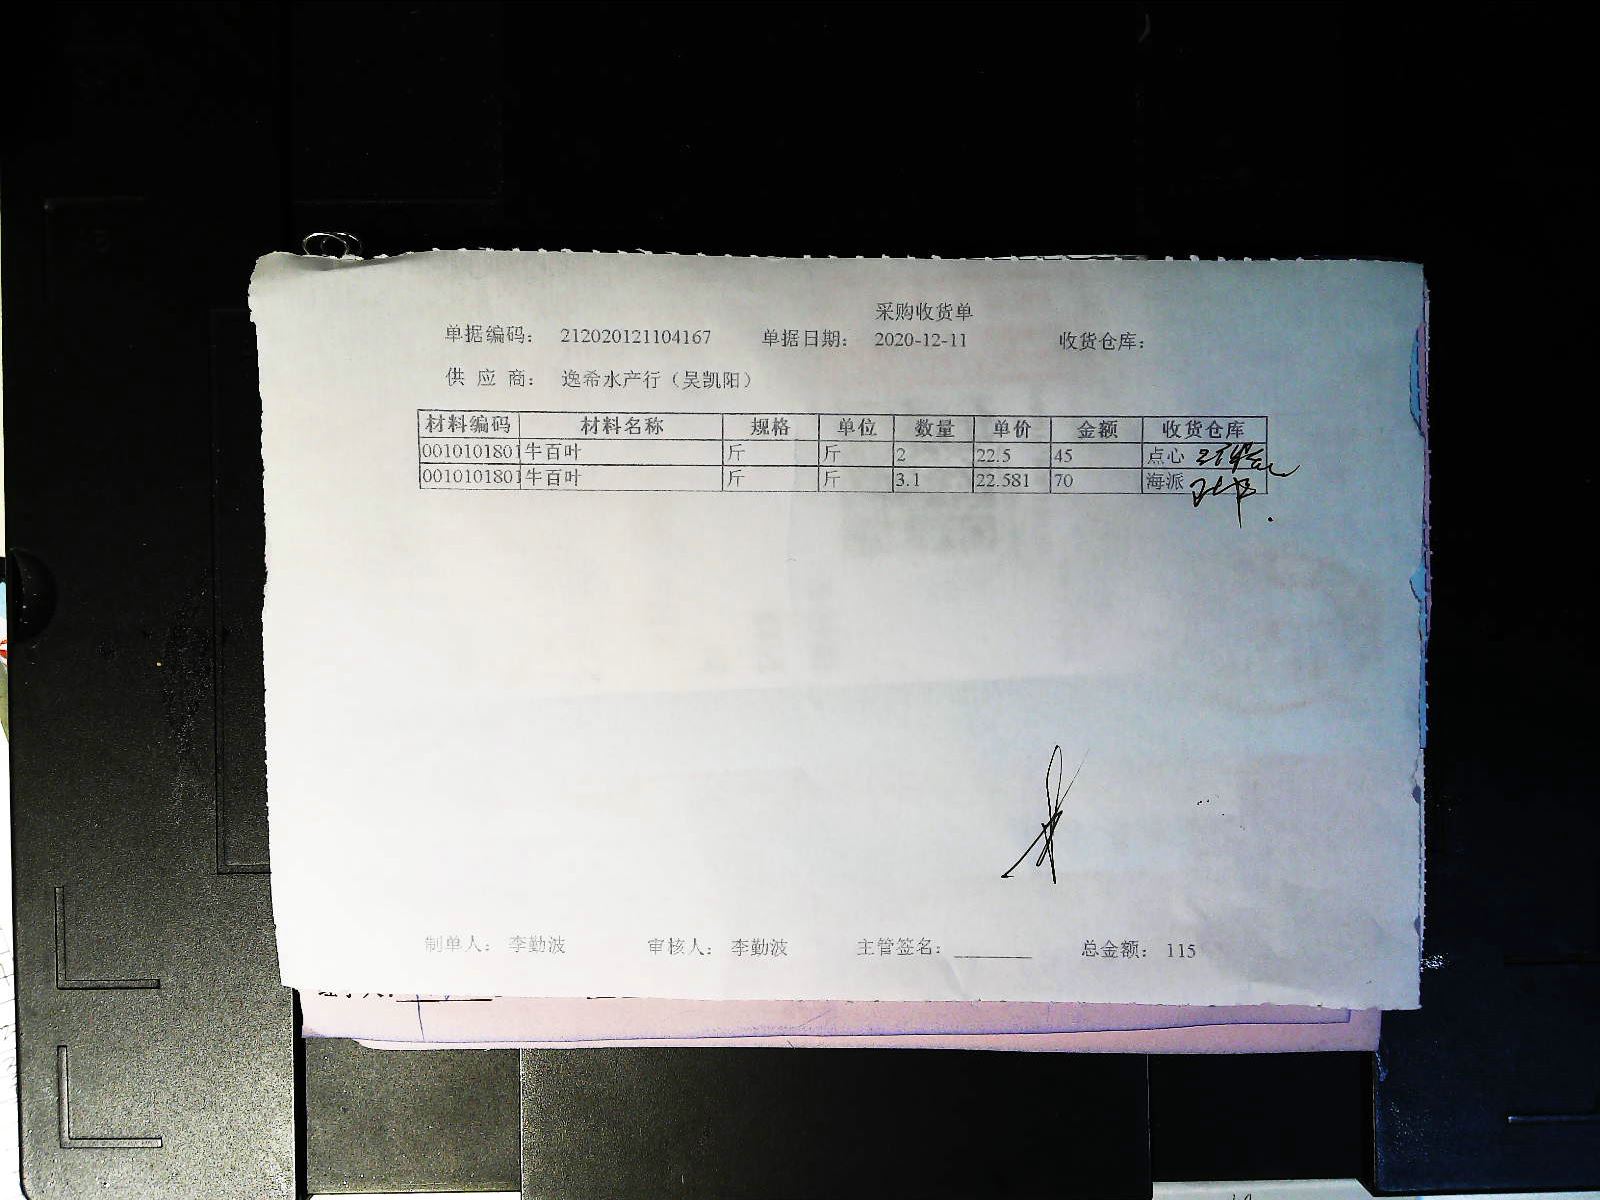 采购收货单
单据编码： 212020121104167 单据日期： 2020-12-11 收货仓库：
供 应 商： 逸希水产行（吴凯阳）
材料编码 材料名称 规格 单位 数量 单价 金额 收货仓库
0010101801 牛百叶 斤 斤 2 22.5 45 点心
0010101801 牛百叶 斤 斤 3.1 22.581 70 海派
制单人： 李勤波 审核人： 李勤波 主管签名： 总金额： 115